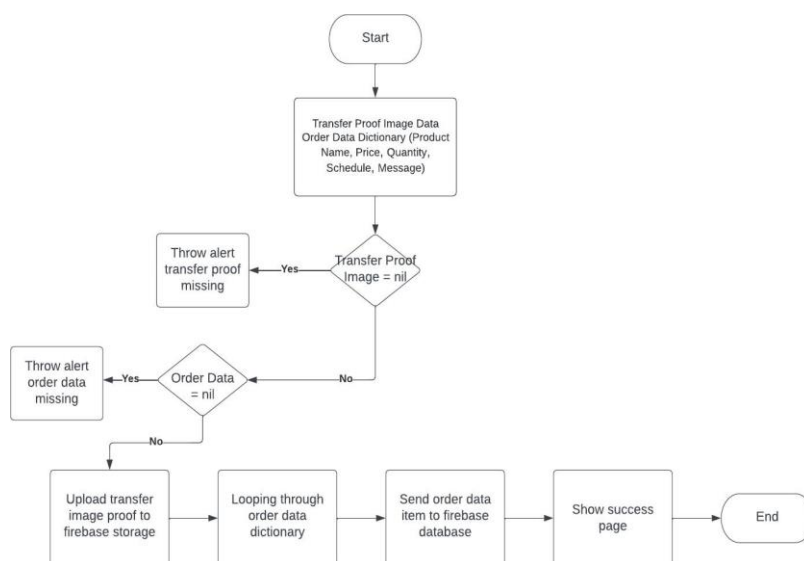 Start
Transfer Proof Image Data
Order Data Dictionary (Product
Name, Price, Quantity,
Schedule, Message)
Transfer Proof
Image = nil
Yes
Throw alert
transfer proof
missing
No
Order Data
= nil
Yes
Throw alert
order data
missing
No
Upload transfer
image proof to
firebase storage
Looping through
order data
dictionary
Send order data
item to firebase
database
Show success
page
End